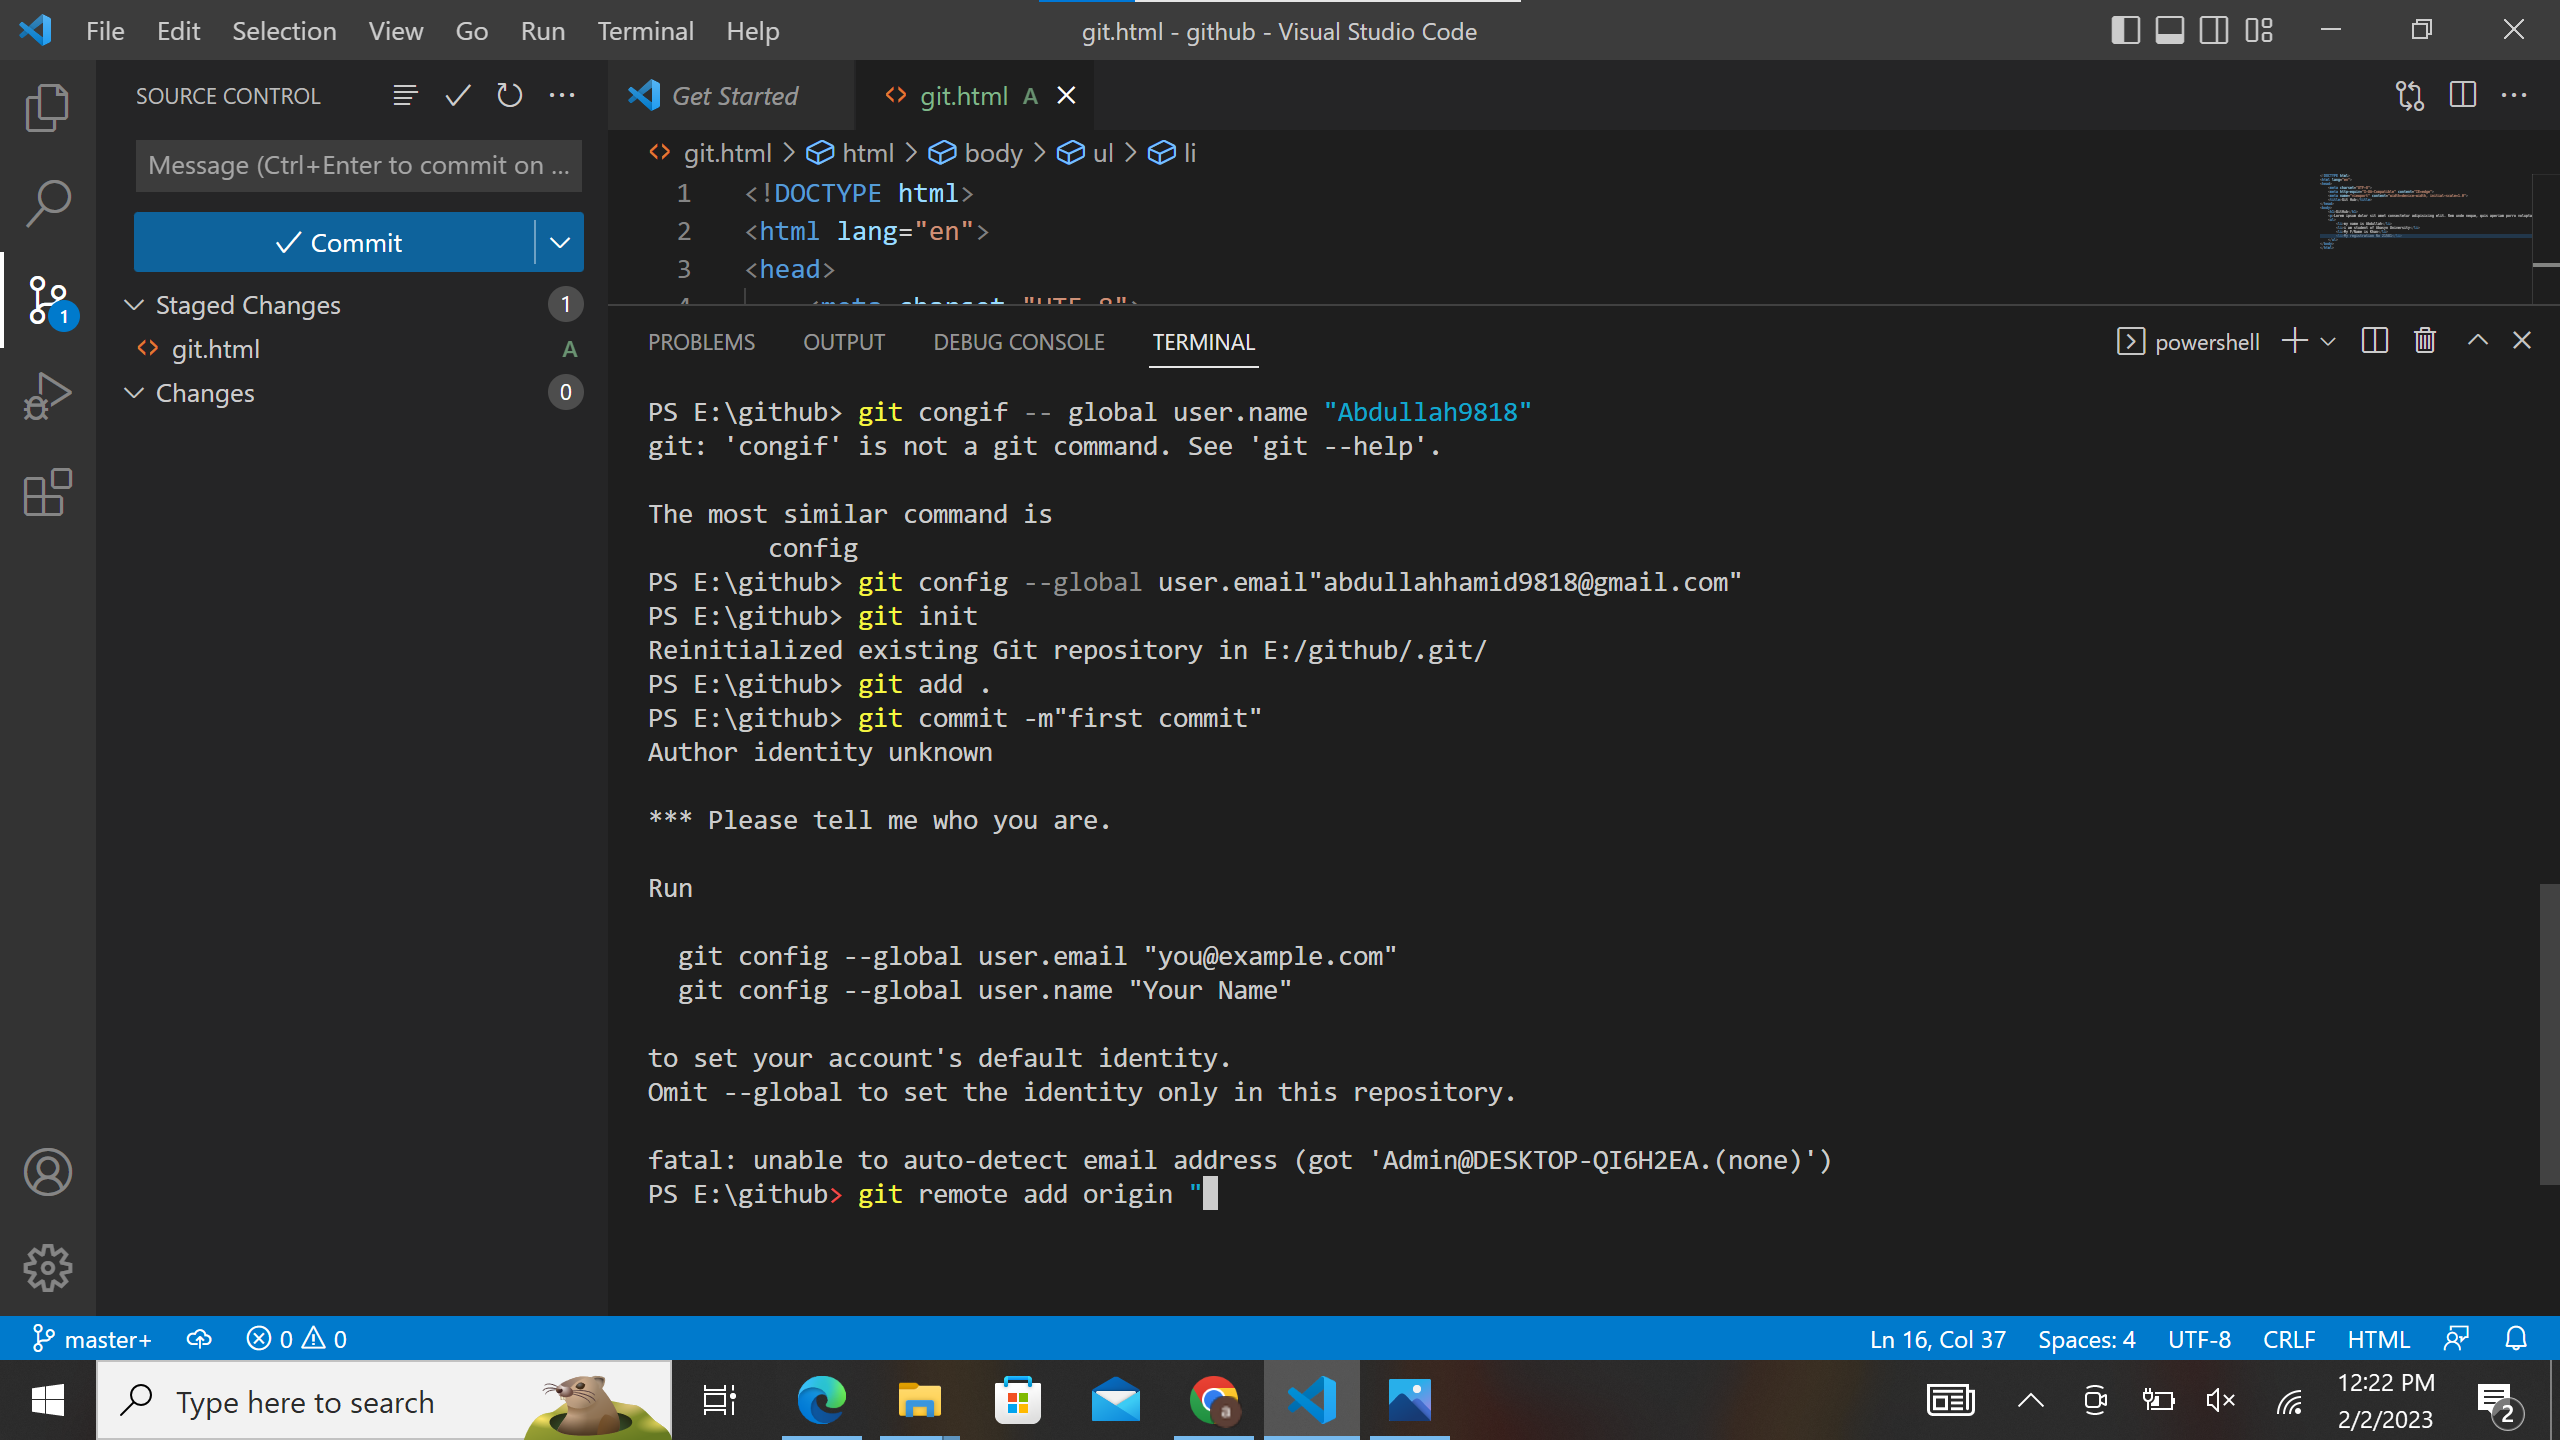 File Edit Selection View Go Run Terminal Help
git.html - github - Visual Studio Code
SOURCE CONTROL
Message (Ctrl+Enter to commit on ...
Commit
Staged Changes 1
git.html A
Changes 0
1
Get Started
git.html A
git.html > html > body > ul > li
1 <!DOCTYPE html>
2 <html lang="en">
3 <head>
4 <meta charset="UTF-8">
PROBLEMS OUTPUT DEBUG CONSOLE TERMINAL
powershell
PS E:\github> git congif -- global user.name "Abdullah9818"
git: 'congif' is not a git command. See 'git --help'.
The most similar command is
config
PS E:\github> git config --global user.email"abdullahhamid9818@gmail.com"
PS E:\github> git init
Reinitialized existing Git repository in E:/github/.git/
PS E:\github> git add .
PS E:\github> git commit -m"first commit"
Author identity unknown
*** Please tell me who you are.
Run
git config --global user.email "you@example.com"
git config --global user.name "Your Name"
to set your account's default identity.
Omit --global to set the identity only in this repository.
fatal: unable to auto-detect email address (got 'Admin@DESKTOP-QI6H2EA.(none)')
PS E:\github> git remote add origin "
master+ 0 0
Ln 16, Col 37 Spaces: 4 UTF-8 CRLF HTML
Type here to search
a
12:22 PM
2/2/2023
2